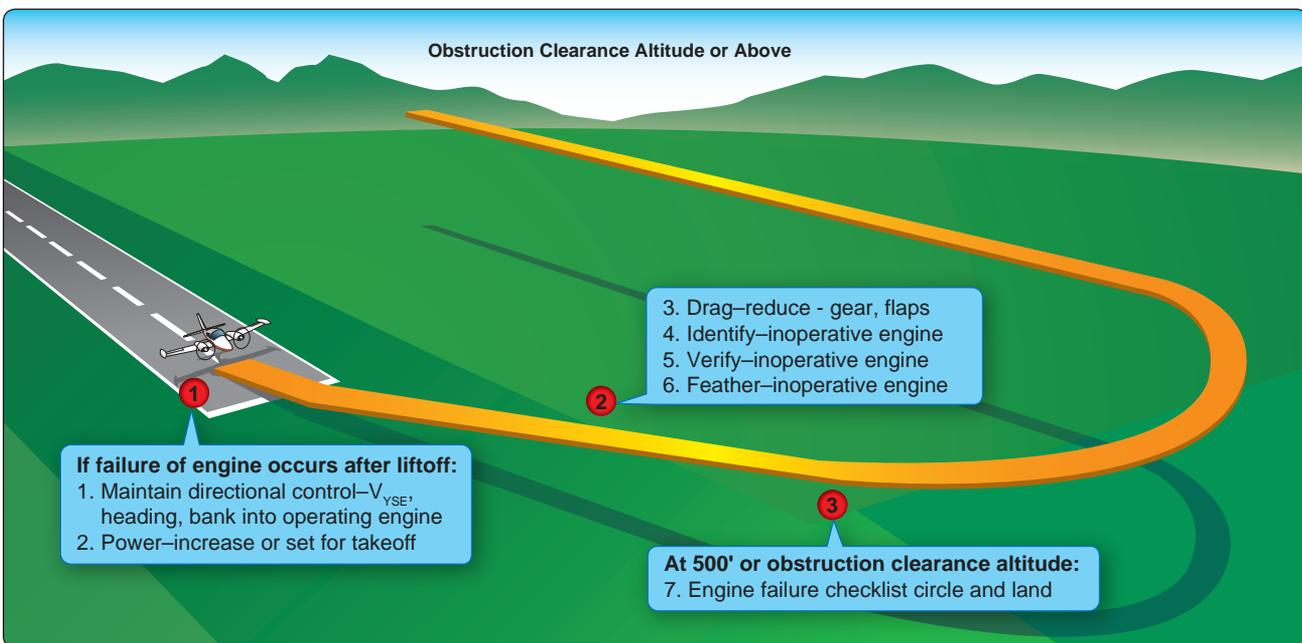 Obstruction Clearance Altitude or Above
1
If failure of engine occurs after liftoff:
1. Maintain directional control–VYSE,
heading, bank into operating engine
2. Power–increase or set for takeoff
2
3. Drag–reduce - gear, flaps
4. Identify–inoperative engine
5. Verify–inoperative engine
6. Feather–inoperative engine
3
At 500' or obstruction clearance altitude:
7. Engine failure checklist circle and land